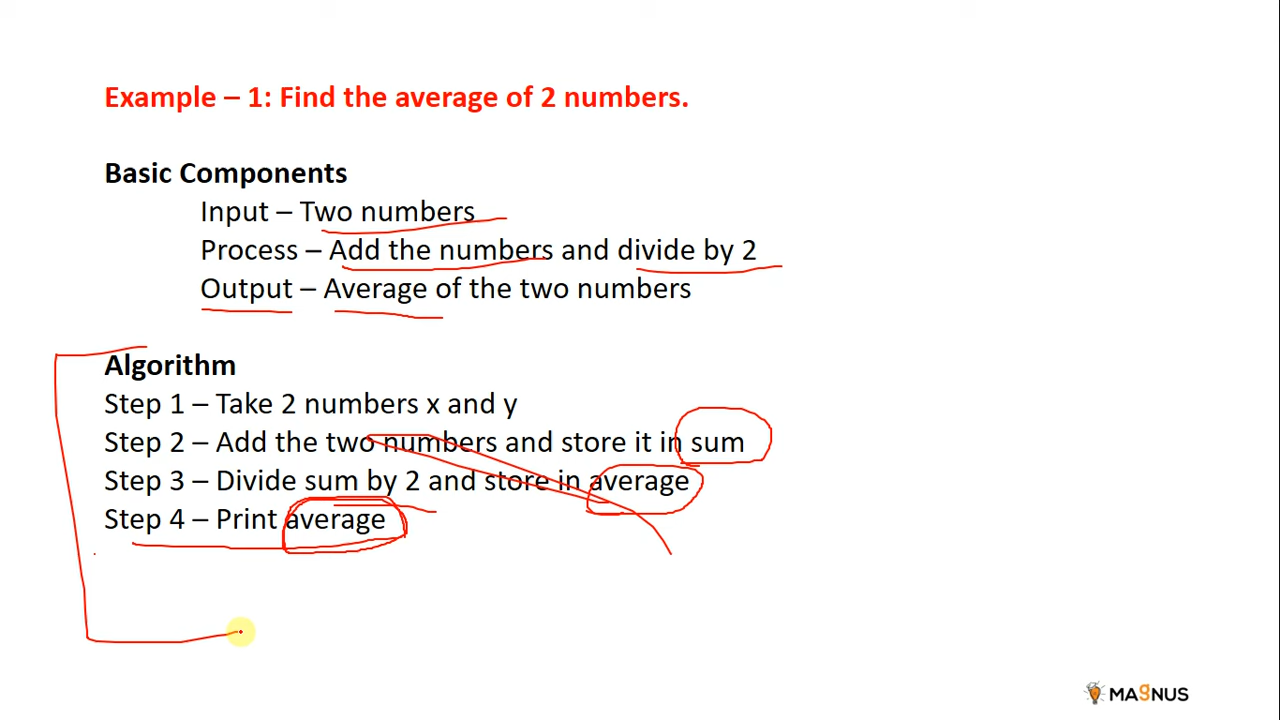 Example – 1: Find the average of 2 numbers.
Basic Components
Input – Two numbers
Process – Add the numbers and divide by 2
Output – Average of the two numbers
Algorithm
Step 1 – Take 2 numbers x and y
Step 2 – Add the two numbers and store it in sum
Step 3 – Divide sum by 2 and store in average
Step 4 – Print average
MAGNUS